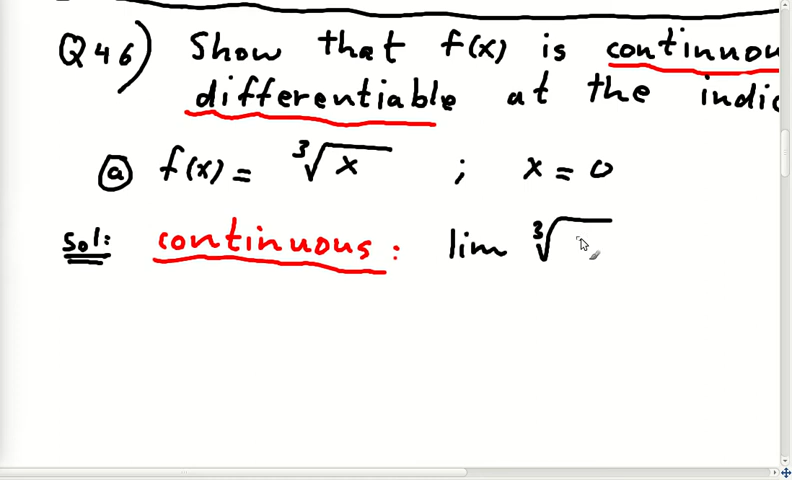 Q46) Show that f(x) is continuou
differentiable at the indic
ⓐ f(x) = ∛x ; x = 0
Sol: continuous: lim ∛